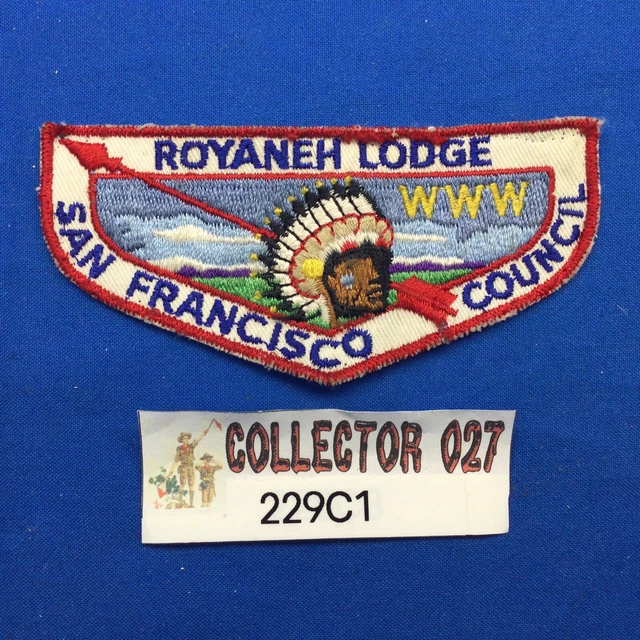 ROYANEH LODGE
WWW
SAN FRANCISCO COUNCIL
COLLECTOR 027
229C1